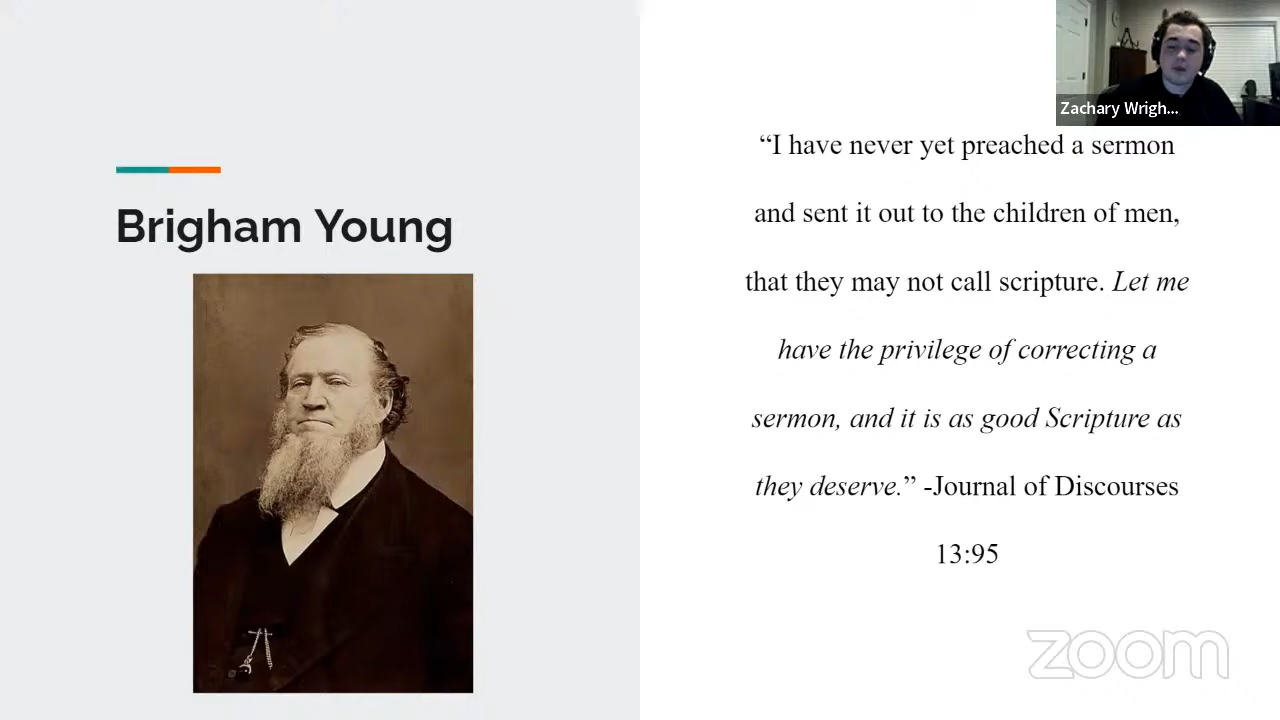 Zachary Wrigh...
Brigham Young
“I have never yet preached a sermon
and sent it out to the children of men,
that they may not call scripture. Let me
have the privilege of correcting a
sermon, and it is as good Scripture as
they deserve.” -Journal of Discourses
13:95
zoom